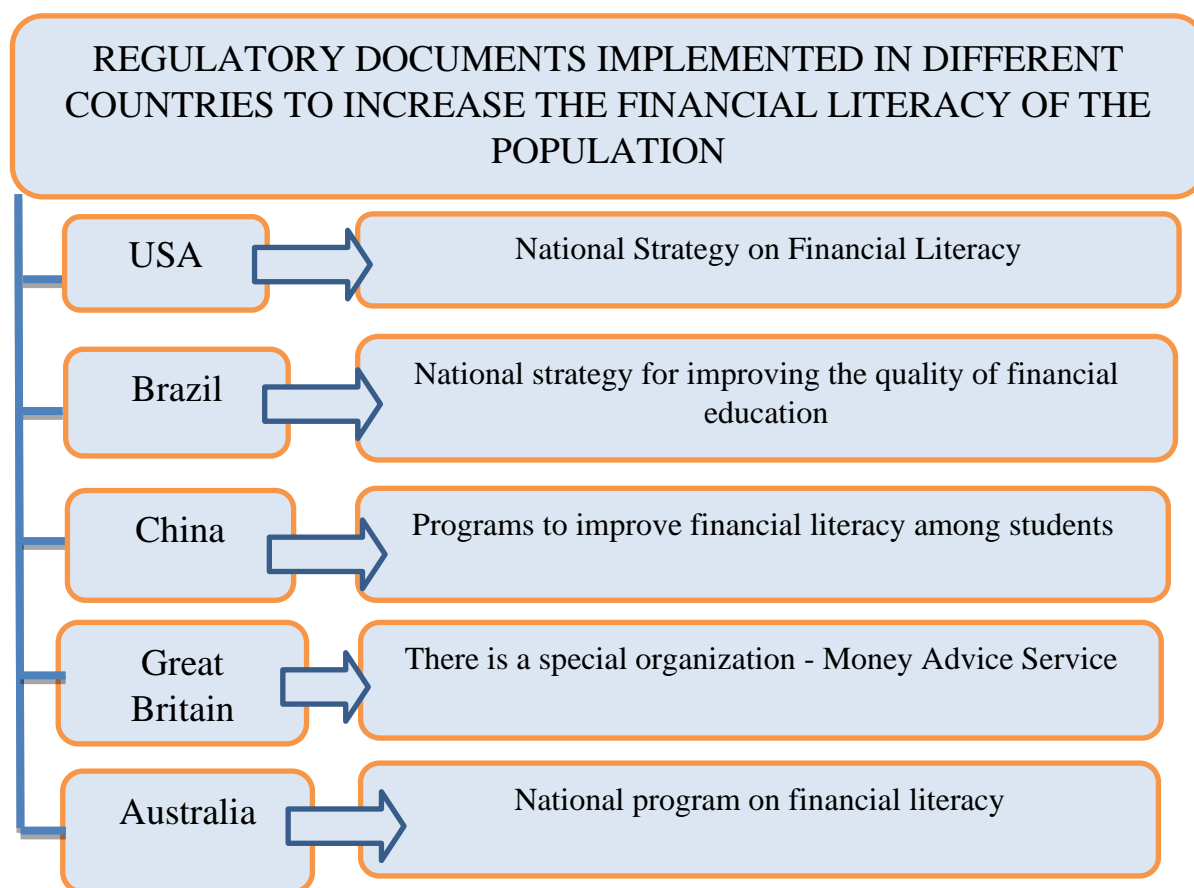 REGULATORY DOCUMENTS IMPLEMENTED IN DIFFERENT
COUNTRIES TO INCREASE THE FINANCIAL LITERACY OF THE
POPULATION
USA
National Strategy on Financial Literacy
Brazil
National strategy for improving the quality of financial
education
China
Programs to improve financial literacy among students
Great
Britain
There is a special organization - Money Advice Service
Australia
National program on financial literacy